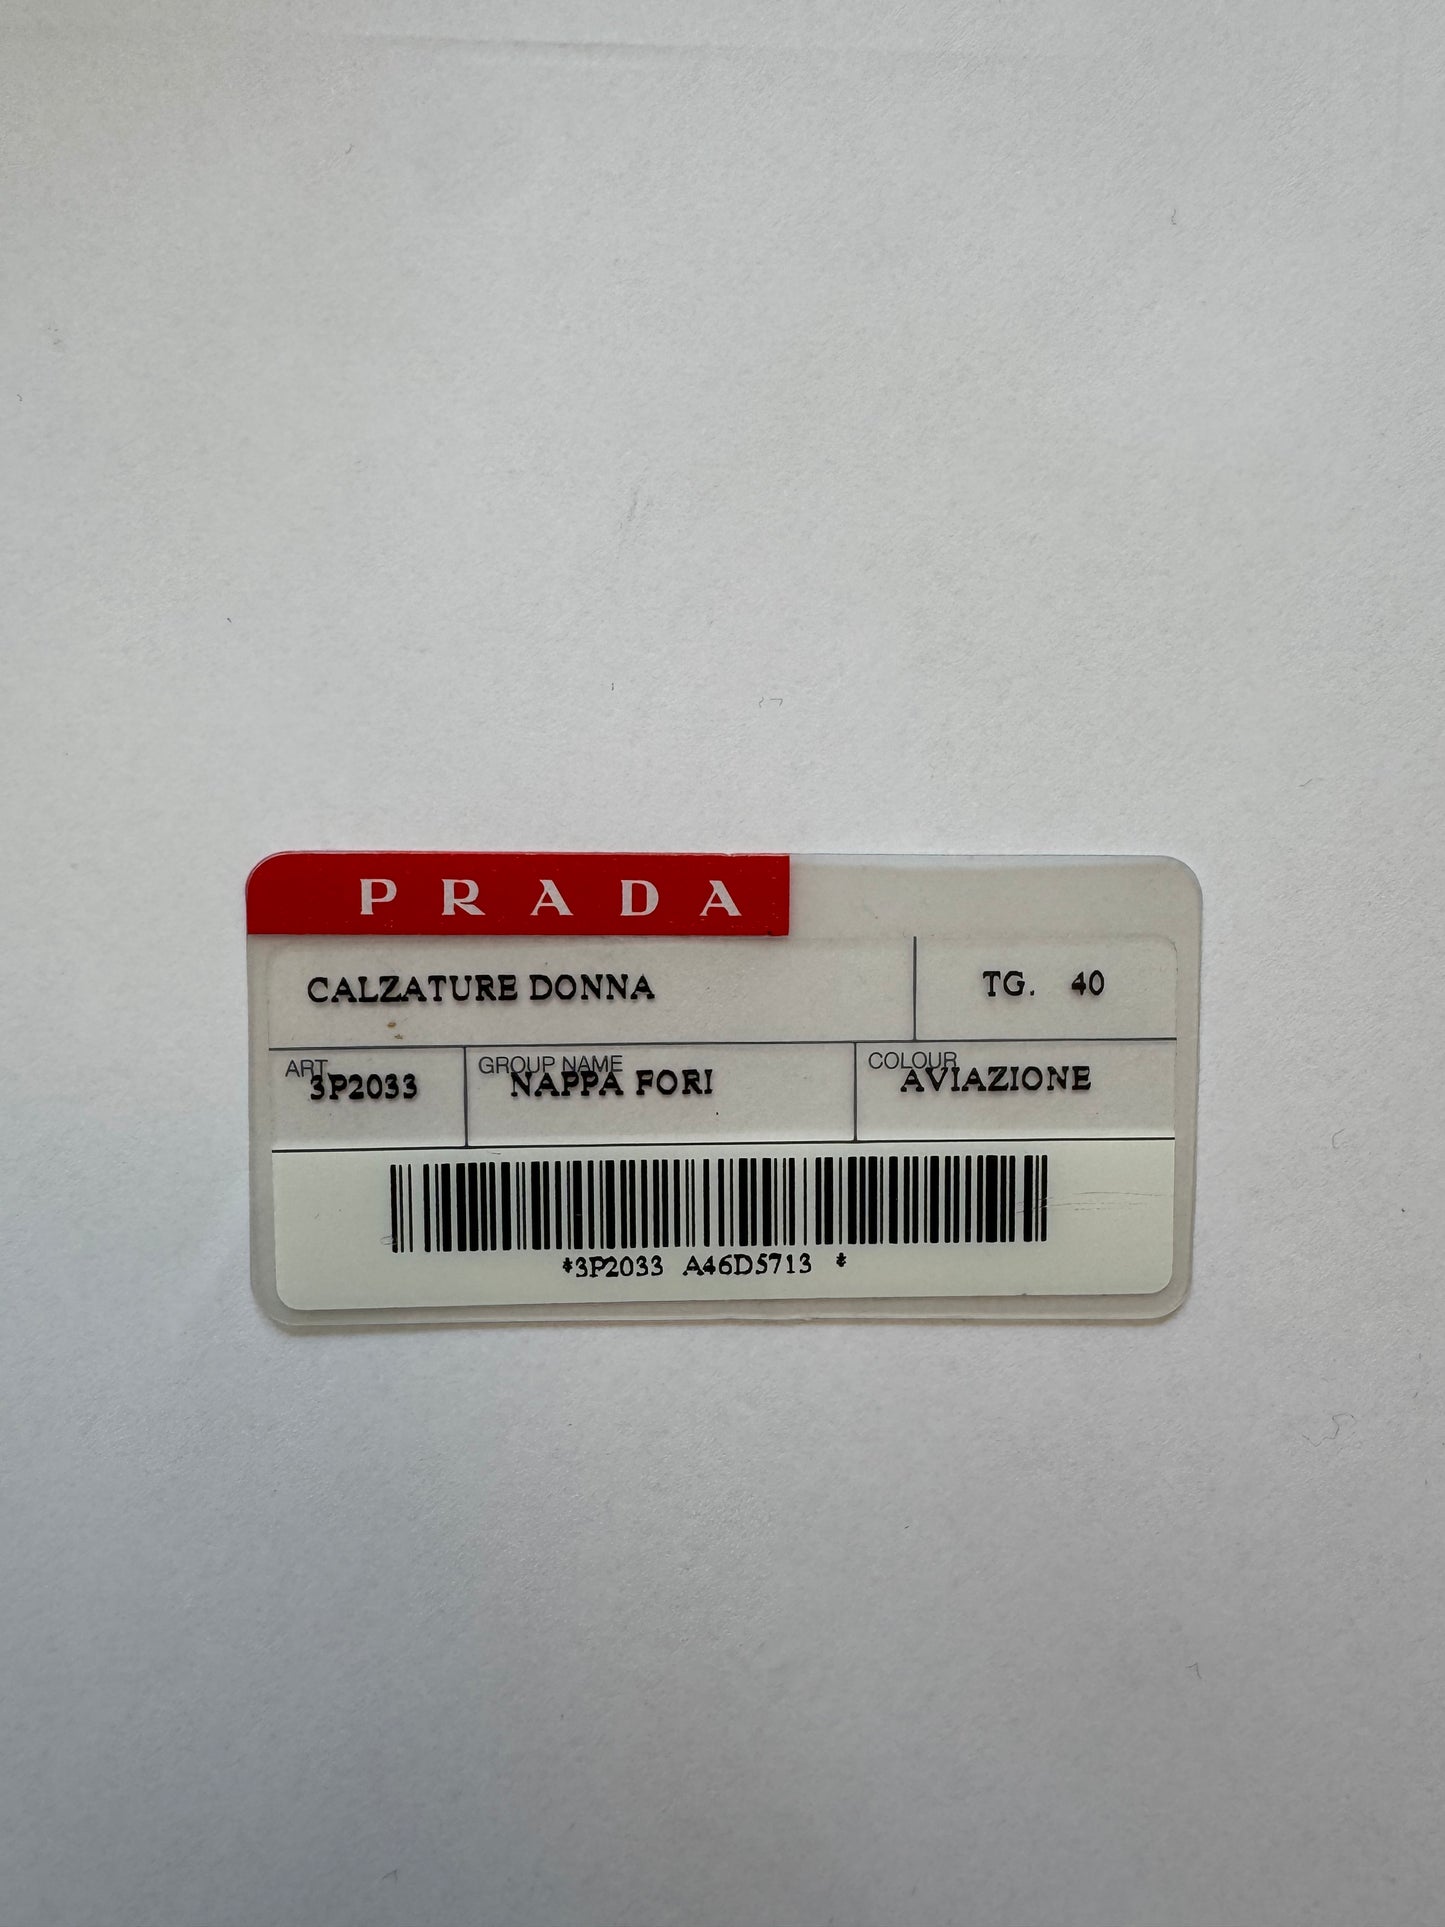 PRADA
CALZATURE DONNA TG. 40
ART. GROUP NAME COLOUR
3P2033 NAPPA FORI AVIAZIONE
*3P2033 A46D5713 *